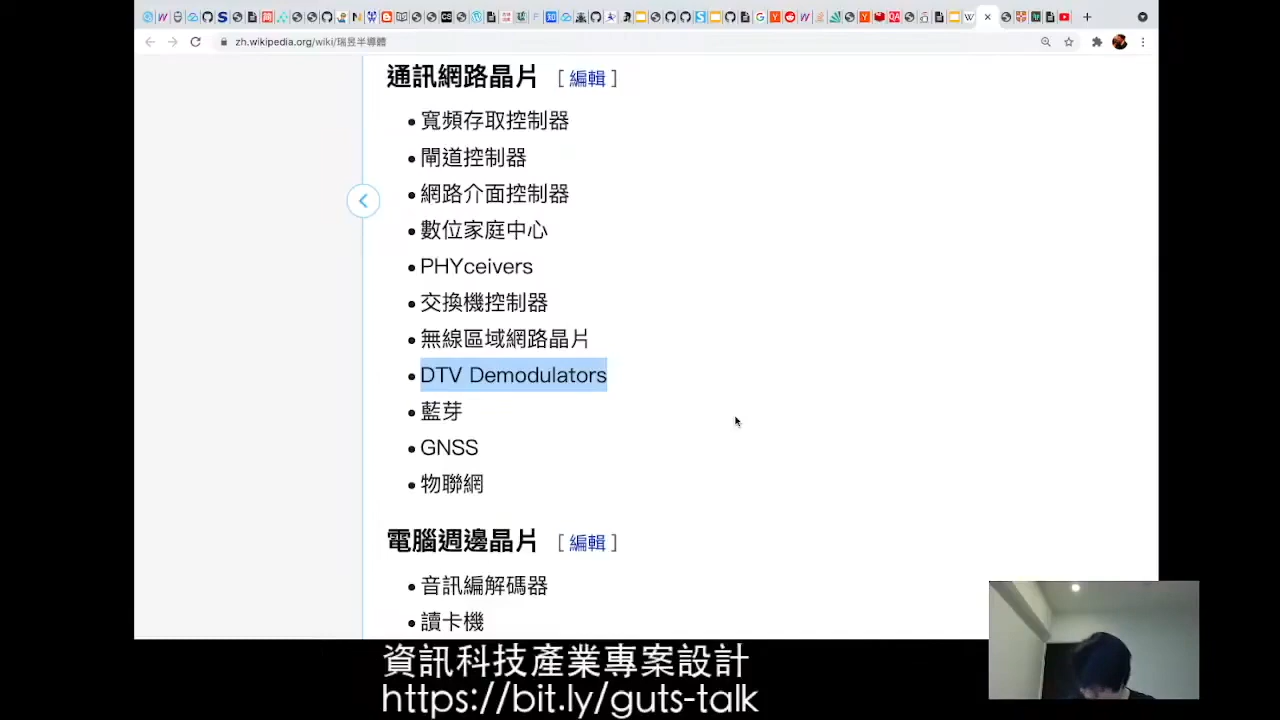 zh.wikipedia.org/wiki/瑞昱半導體
通訊網路晶片 [編輯]
寬頻存取控制器
閘道控制器
網路介面控制器
數位家庭中心
PHYceivers
交換機控制器
無線區域網路晶片
DTV Demodulators
藍芽
GNSS
物聯網
電腦週邊晶片 [編輯]
音訊編解碼器
讀卡機
資訊科技產業專案設計
https://bit.ly/guts-talk